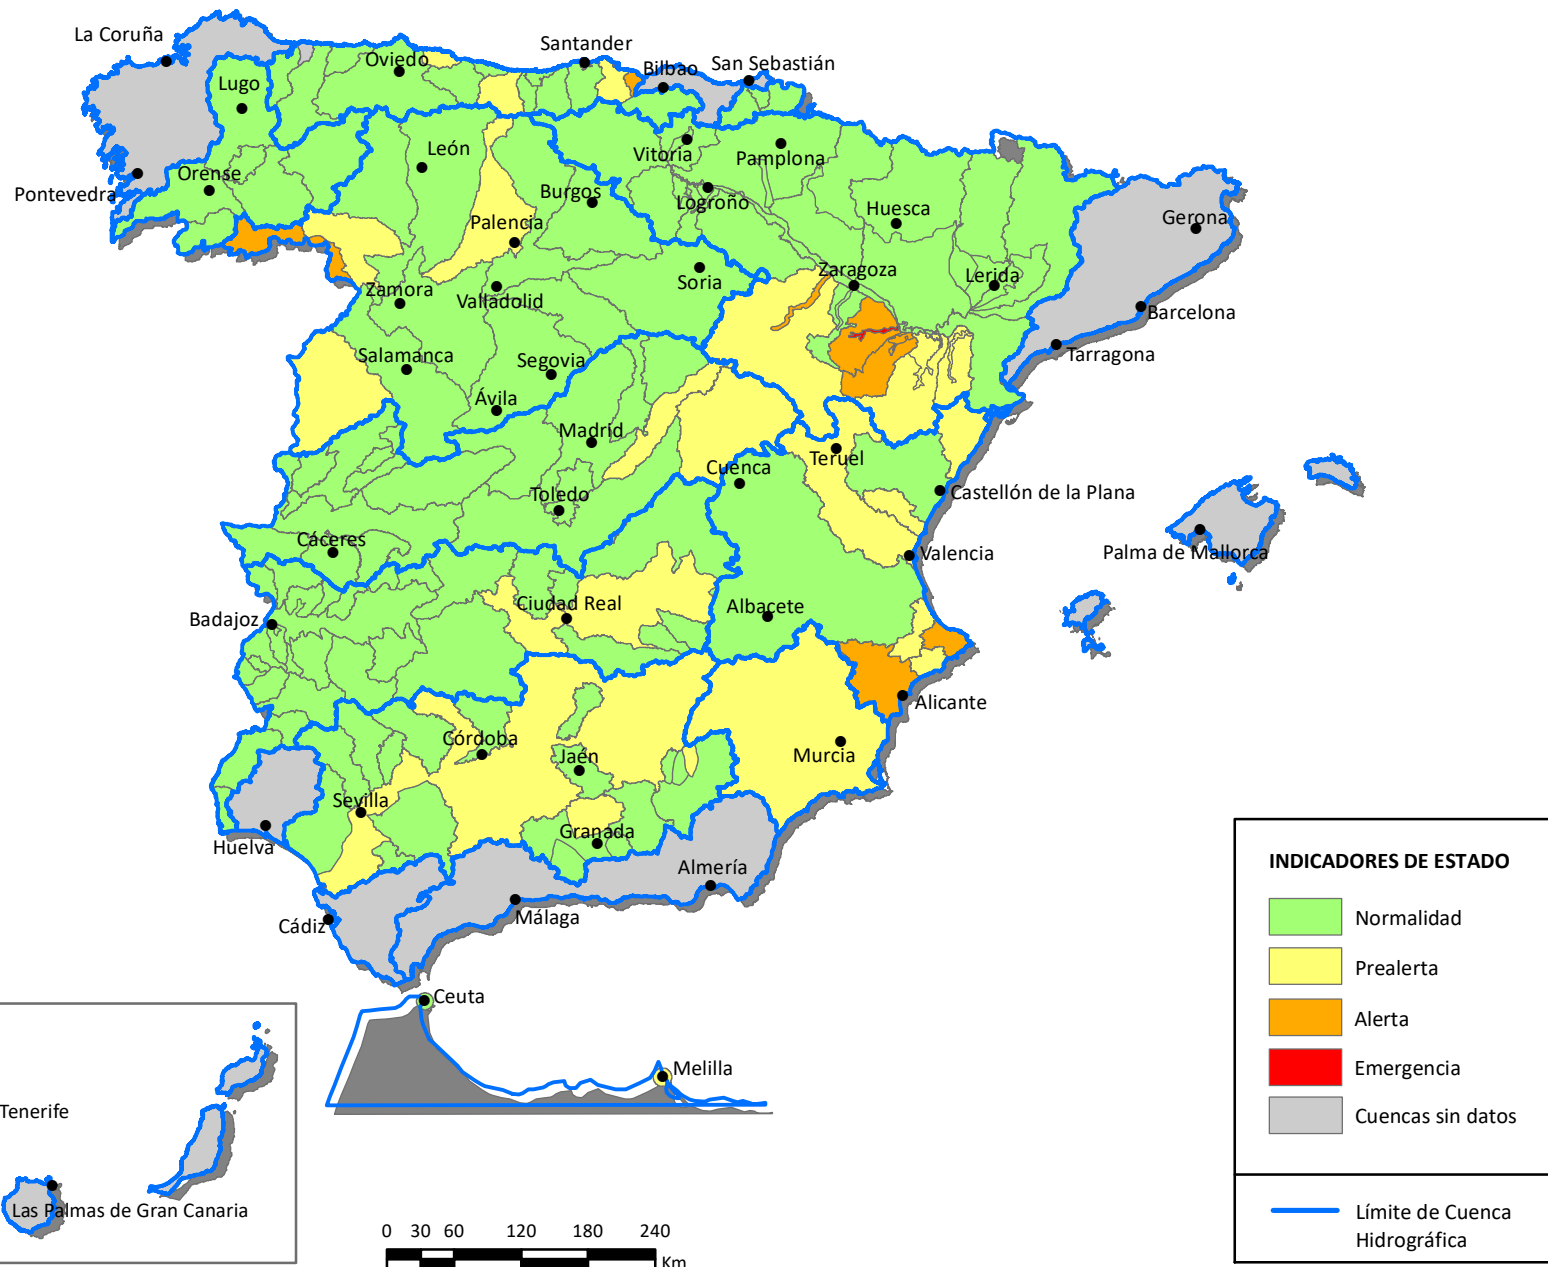 La Coruña
Santander
Oviedo
Bilbao
San Sebastián
Lugo
León
Vitoria
Pamplona
Orense
Pontevedra
Burgos
Logroño
Palencia
Huesca
Gerona
Soria
Zaragoza
Lerida
Zamora
Valladolid
Barcelona
Salamanca
Segovia
Tarragona
Ávila
Madrid
Teruel
Cuenca
Toledo
Castellón de la Plana
Cáceres
Valencia
Palma de Mallorca
Badajoz
Ciudad Real
Albacete
Alicante
Córdoba
Jaén
Murcia
Sevilla
Granada
Huelva
Almería
Cádiz
Málaga
Ceuta
Melilla
Tenerife
Las Palmas de Gran Canaria
INDICADORES DE ESTADO
Normalidad
Prealerta
Alerta
Emergencia
Cuencas sin datos
Límite de Cuenca
Hidrográfica
0 30 60 120 180 240
Km